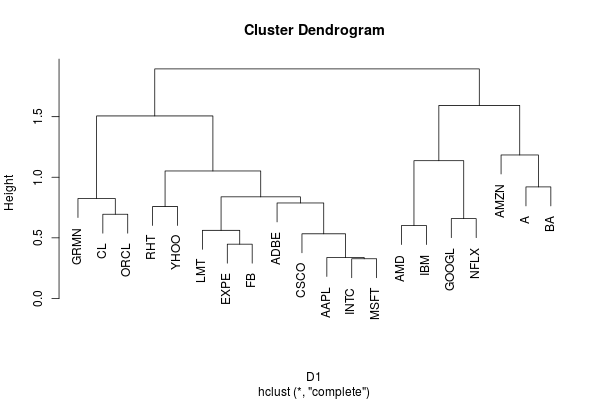 Cluster Dendrogram
Height
1.5
1.0
0.5
0.0
GRMN
CL
ORCL
RHT
YHOO
LMT
EXPE
FB
ADBE
CSCO
AAPL
INTC
MSFT
AMD
IBM
GOOGL
NFLX
AMZN
A
BA
D1
hclust (*, "complete")